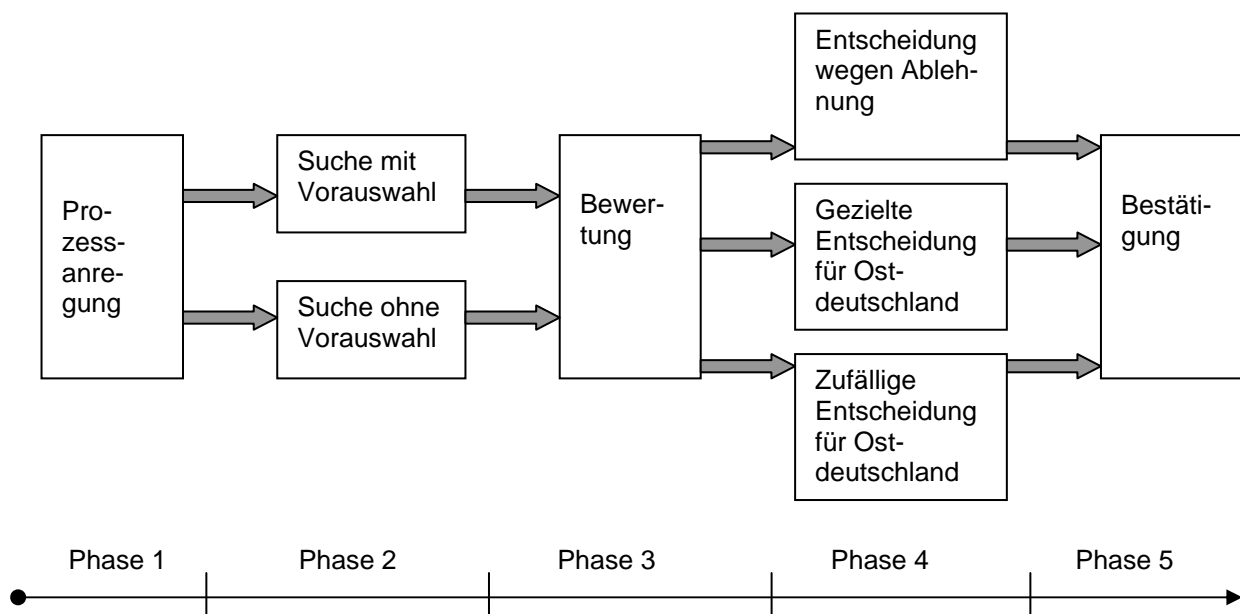 Pro-
zess-
anre-
gung
Suche mit
Vorauswahl
Suche ohne
Vorauswahl
Bewer-
tung
Entscheidung
wegen Ableh-
nung
Gezielte
Entscheidung
für Ost-
deutschland
Zufällige
Entscheidung
für Ost-
deutschland
Bestäti-
gung
Phase 1
Phase 2
Phase 3
Phase 4
Phase 5